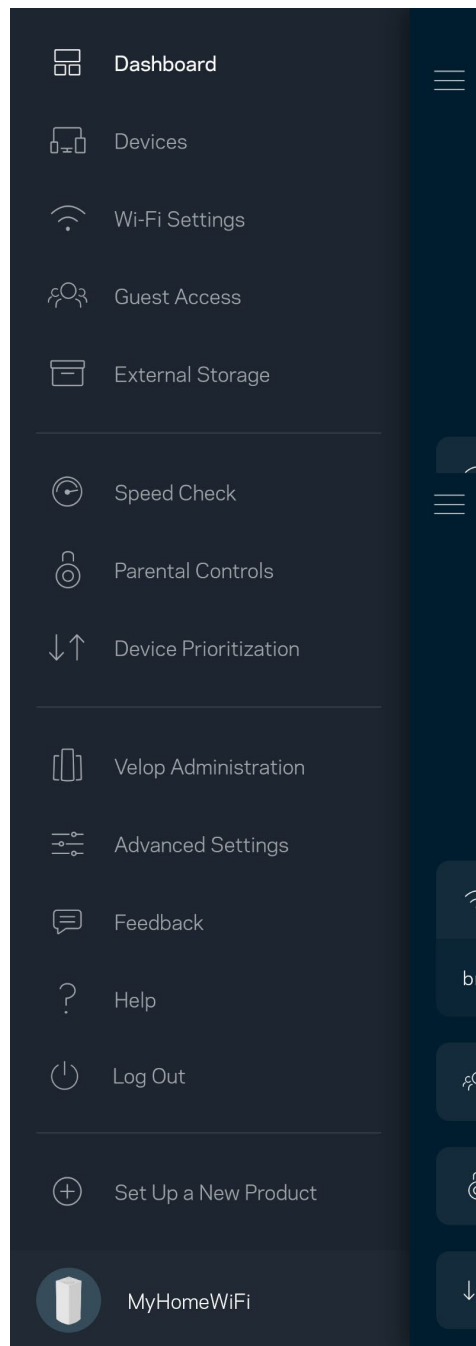 Dashboard
Devices
Wi-Fi Settings
Guest Access
External Storage
Speed Check
Parental Controls
Device Prioritization
Velop Administration
Advanced Settings
Feedback
Help
Log Out
Set Up a New Product
MyHomeWiFi